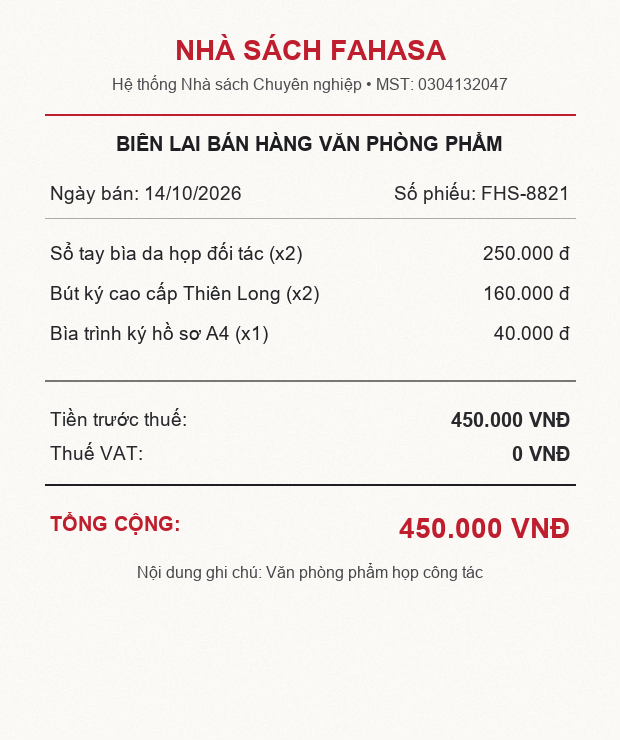 NHÀ SÁCH FAHASA
Hệ thống Nhà sách Chuyên nghiệp • MST: 0304132047
BIÊN LAI BÁN HÀNG VĂN PHÒNG PHẨM
Ngày bán: 14/10/2026 Số phiếu: FHS-8821
Sổ tay bìa da họp đối tác (x2) 250.000 đ
Bút ký cao cấp Thiên Long (x2) 160.000 đ
Bìa trình ký hồ sơ A4 (x1) 40.000 đ
Tiền trước thuế: 450.000 VNĐ
Thuế VAT: 0 VNĐ
TỔNG CỘNG: 450.000 VNĐ
Nội dung ghi chú: Văn phòng phẩm họp công tác